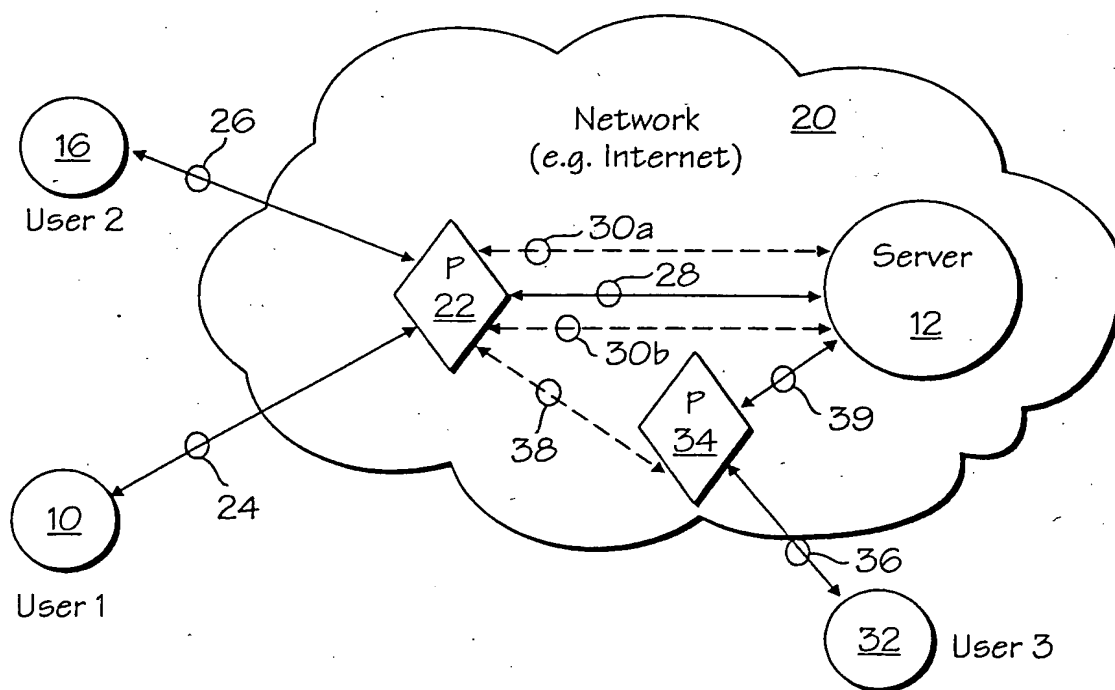 Network
(e.g. Internet)
20
26
16
User 2
30a
P
22
28
Server
12
30b
P
34
39
38
24
10
User 1
36
32
User 3